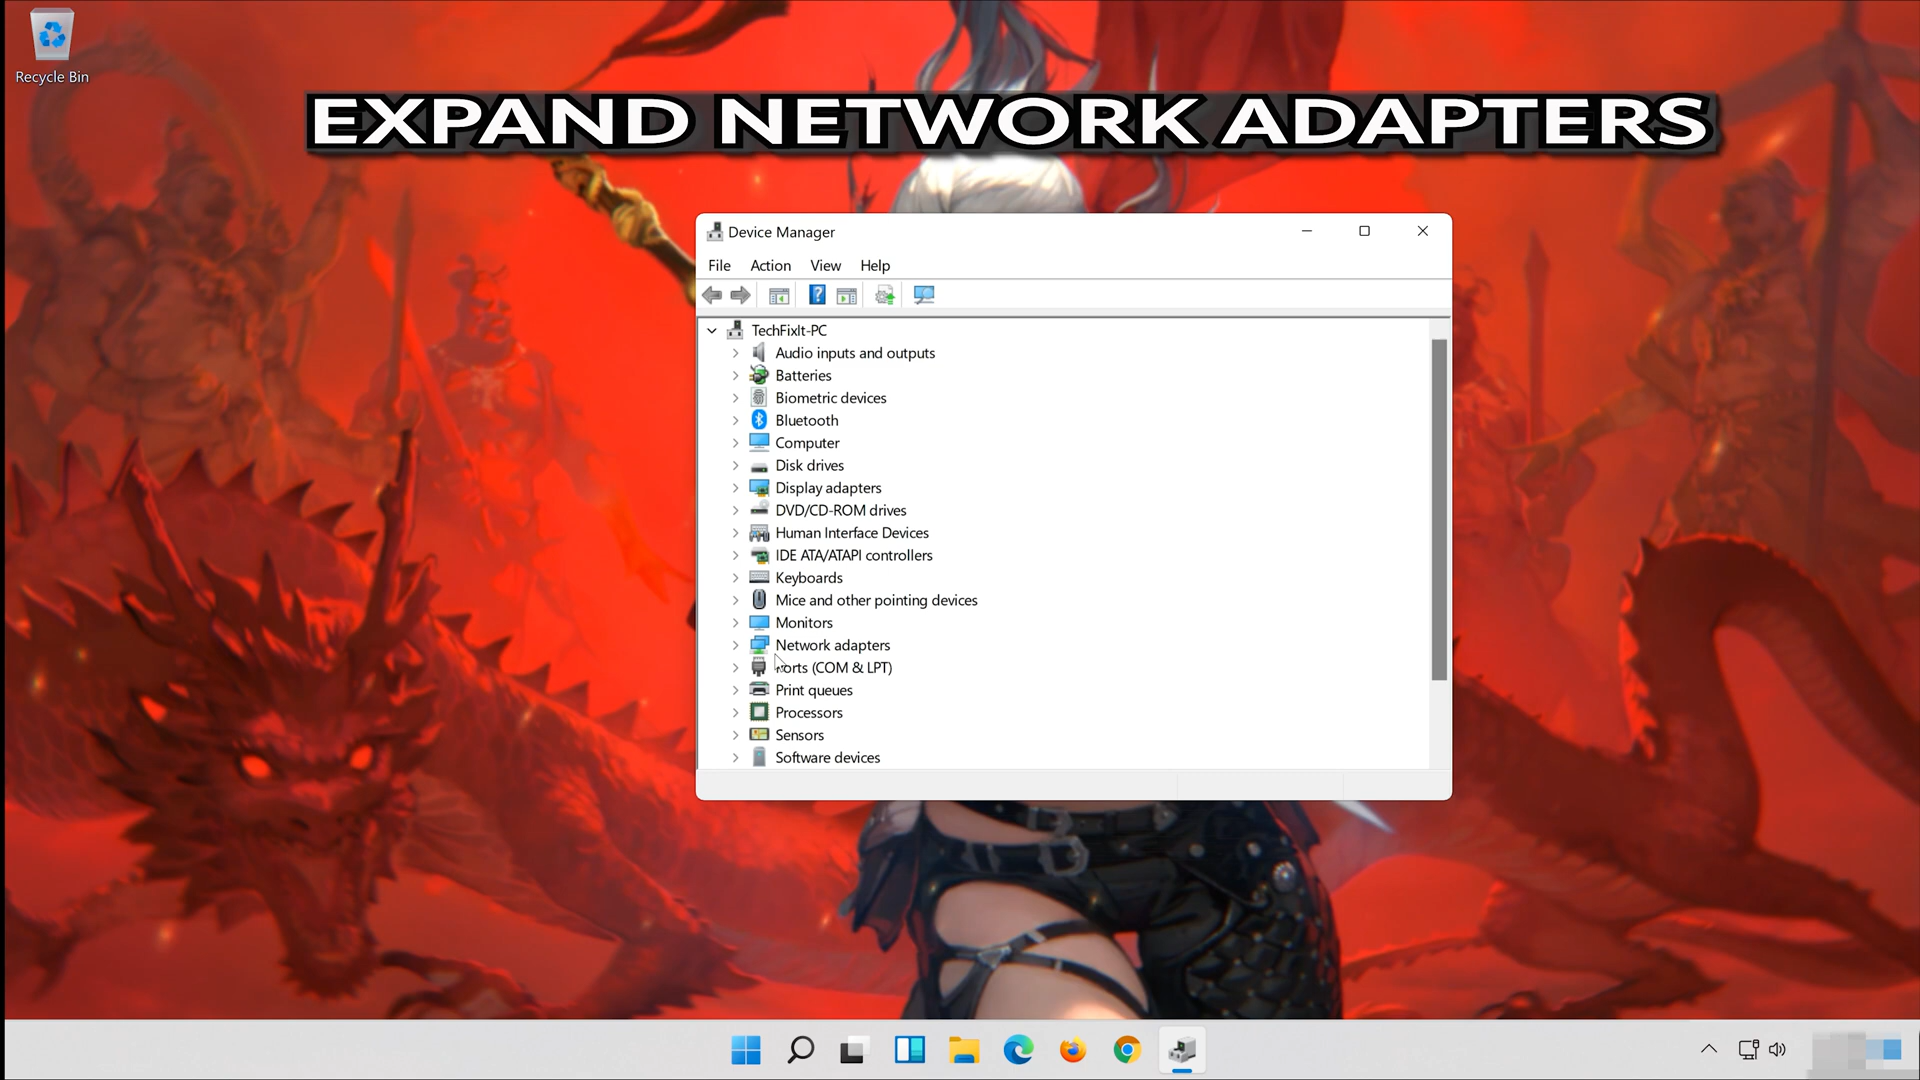 Recycle Bin
EXPAND NETWORK ADAPTERS
Device Manager
File Action View Help
TechFixIt-PC
Audio inputs and outputs
Batteries
Biometric devices
Bluetooth
Computer
Disk drives
Display adapters
DVD/CD-ROM drives
Human Interface Devices
IDE ATA/ATAPI controllers
Keyboards
Mice and other pointing devices
Monitors
Network adapters
Ports (COM & LPT)
Print queues
Processors
Sensors
Software devices